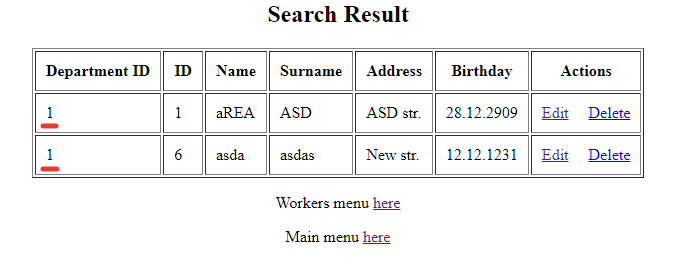 Search Result
Department ID ID Name Surname Address Birthday Actions
1 1 aREA ASD ASD str. 28.12.2909 Edit Delete
1 6 asda asdas New str. 12.12.1231 Edit Delete
Workers menu here
Main menu here